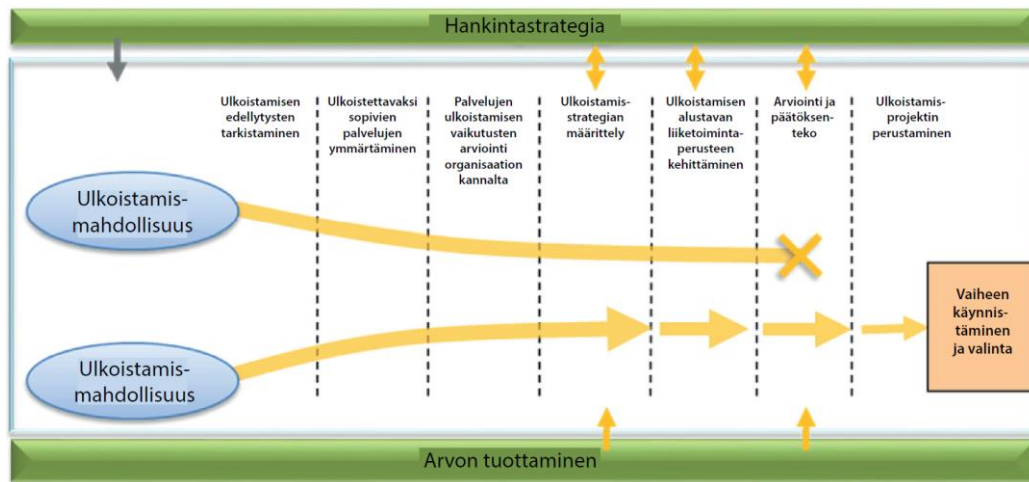 Hankintastrategia
Ulkoistamisen
edellytysten
tarkistaminen
Ulkoistettavaksi
sopivien
palvelujen
ymmärtäminen
Palvelujen
ulkoistamisen
vaikutusten
arviointi
organisaation
kannalta
Ulkoistamis-
strategian
määrittely
Ulkoistamisen
alustavan
liiketoiminta-
perusteen
kehittäminen
Arviointi ja
päätöksen-
teko
Ulkoistamis-
projektin
perustaminen
Ulkoistamis-
mahdollisuus
Ulkoistamis-
mahdollisuus
Vaiheen
käynnis-
täminen
ja valinta
Arvon tuottaminen